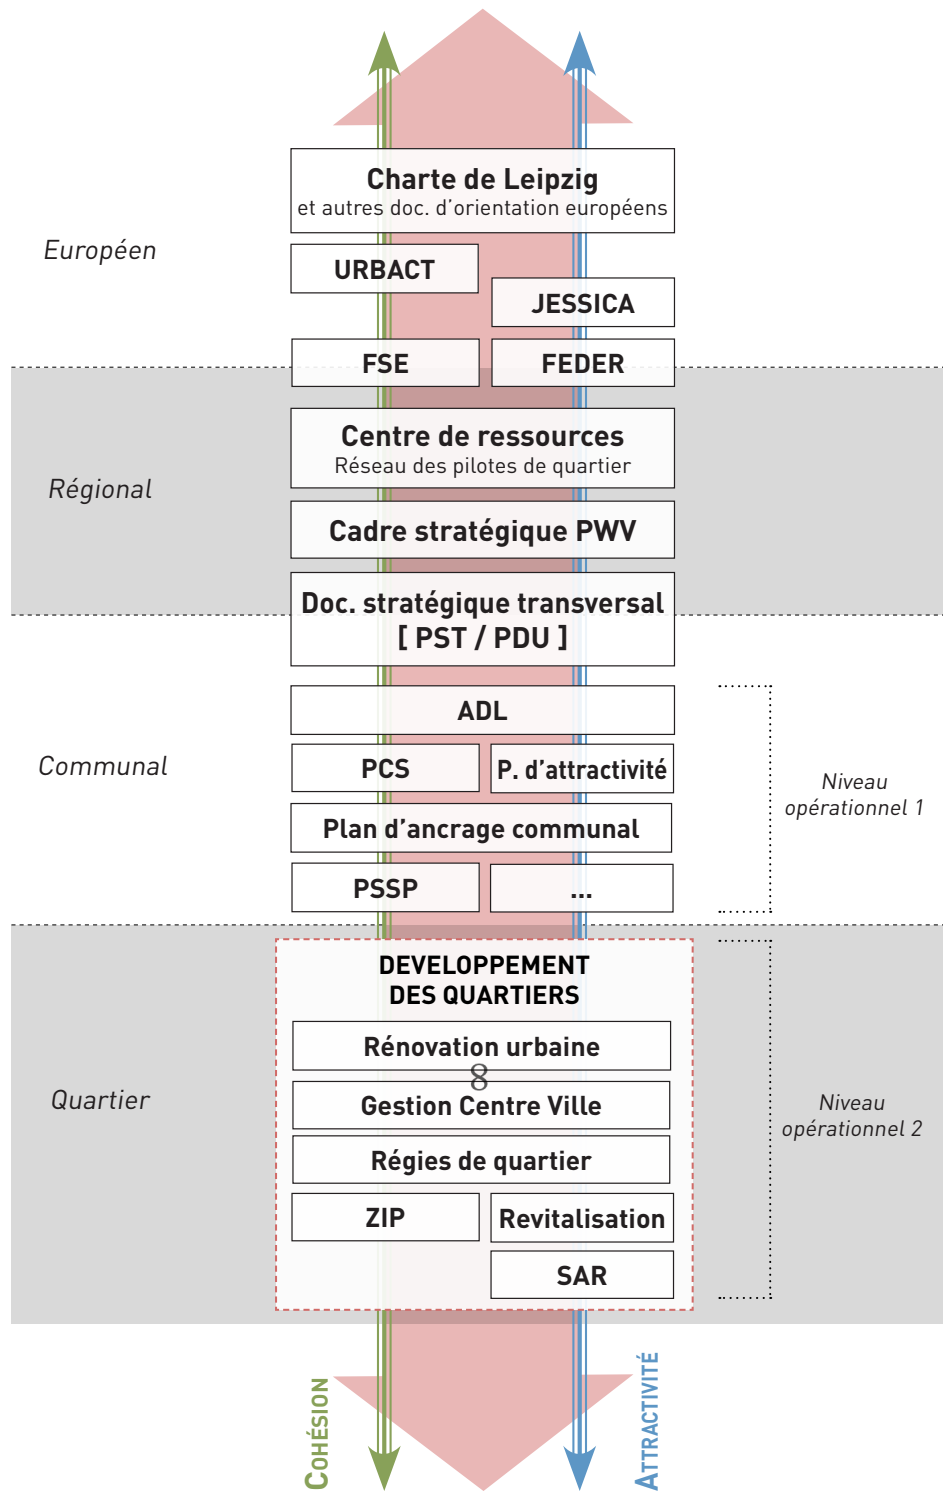 Européen
Charte de Leipzig
et autres doc. d'orientation européens
URBACT
JESSICA
FSE
FEDER
Régional
Centre de ressources
Réseau des pilotes de quartier
Cadre stratégique PWV
Doc. stratégique transversal
[ PST / PDU ]
Communal
ADL
PCS
P. d'attractivité
Plan d'ancrage communal
PSSP
...
Niveau
opérationnel 1
Quartier
DEVELOPPEMENT
DES QUARTIERS
Rénovation urbaine
8
Gestion Centre Ville
Régies de quartier
ZIP
Revitalisation
SAR
Niveau
opérationnel 2
COHÉSION
ATTRACTIVITÉ